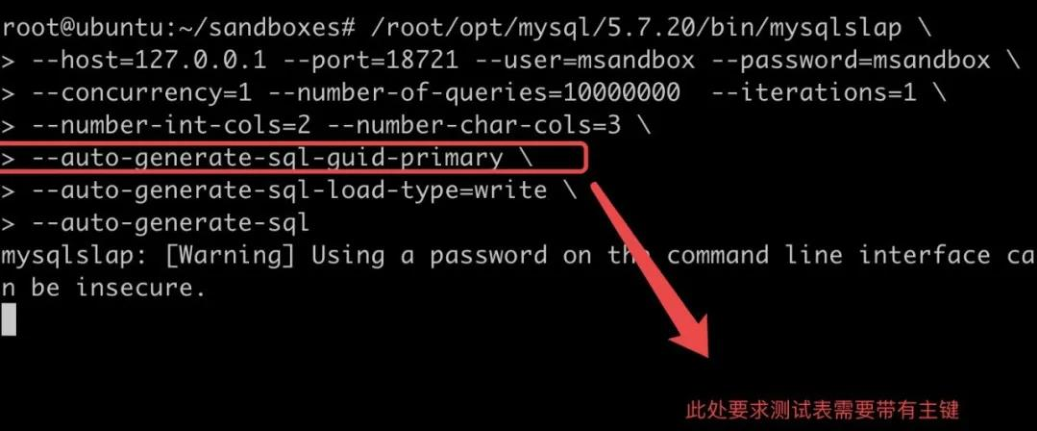 root@ubuntu:~/sandboxes# /root/opt/mysql/5.7.20/bin/mysqlslap \
> --host=127.0.0.1 --port=18721 --user=msandbox --password=msandbox \
> --concurrency=1 --number-of-queries=10000000  --iterations=1 \
> --number-int-cols=2 --number-char-cols=3 \
> --auto-generate-sql-guid-primary \
> --auto-generate-sql-load-type=write \
> --auto-generate-sql
mysqlslap: [Warning] Using a password on the command line interface ca
n be insecure.
此处要求测试表需要带有主键